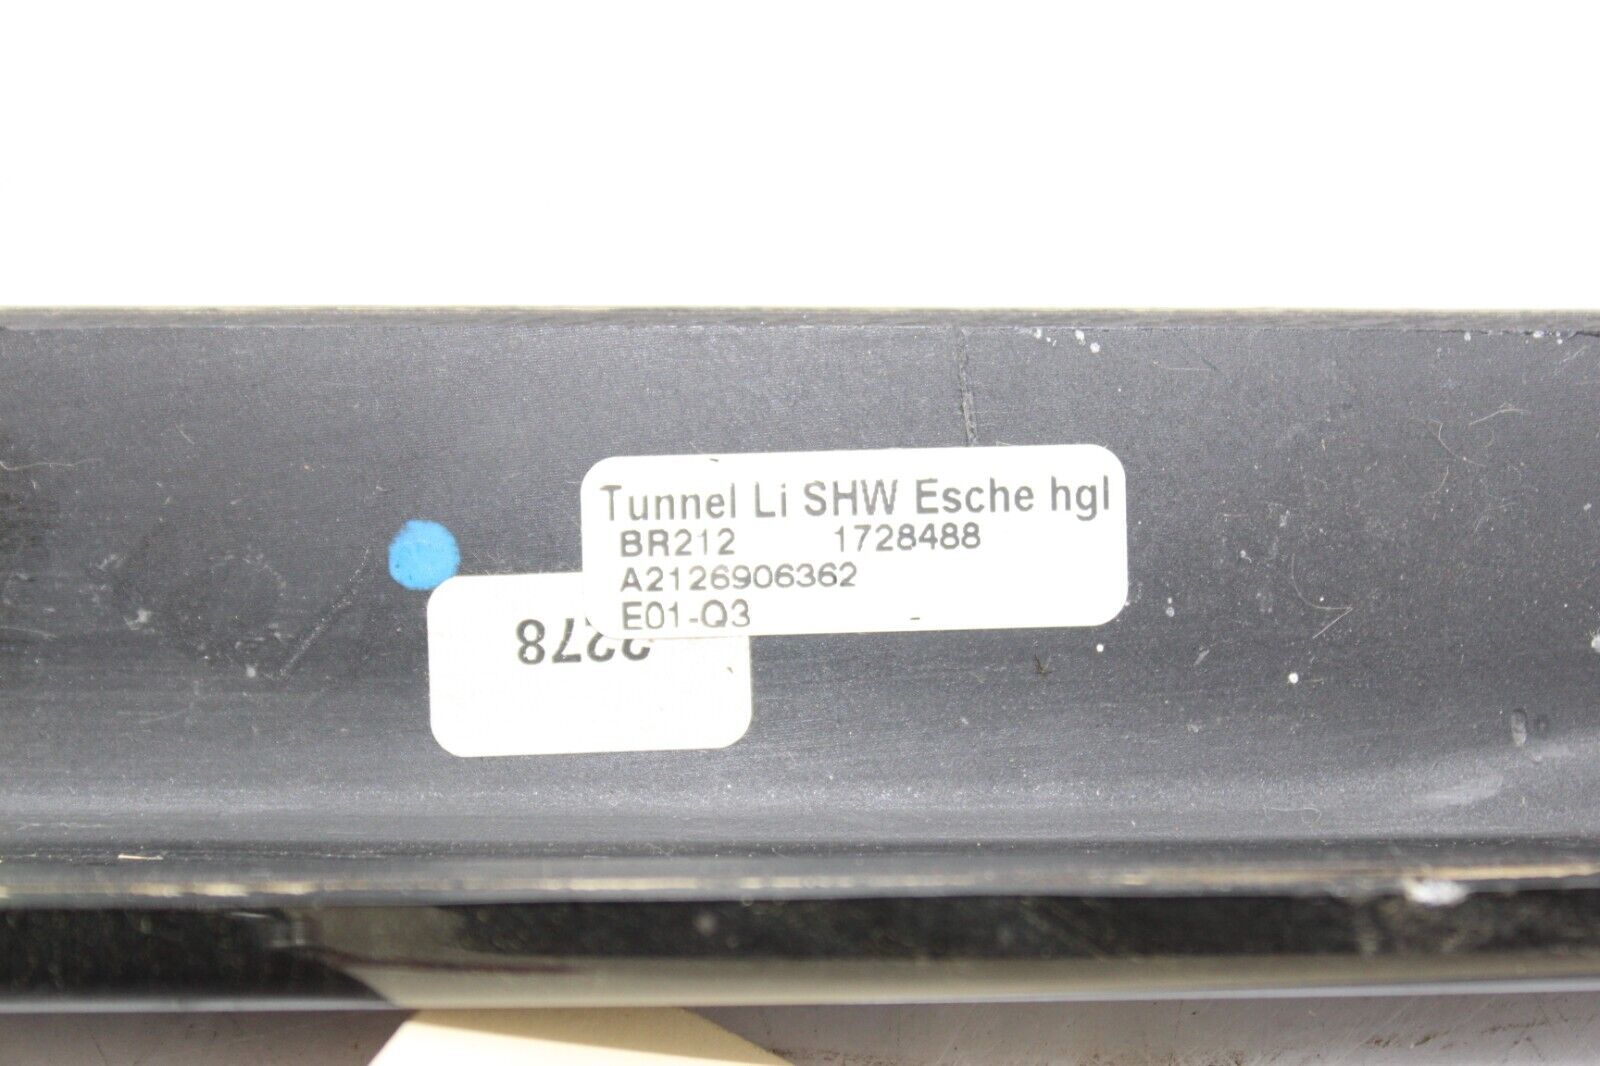 Tunnel Li SHW Esche hgl
BR212 1728488
A2126906362
E01-Q3 -